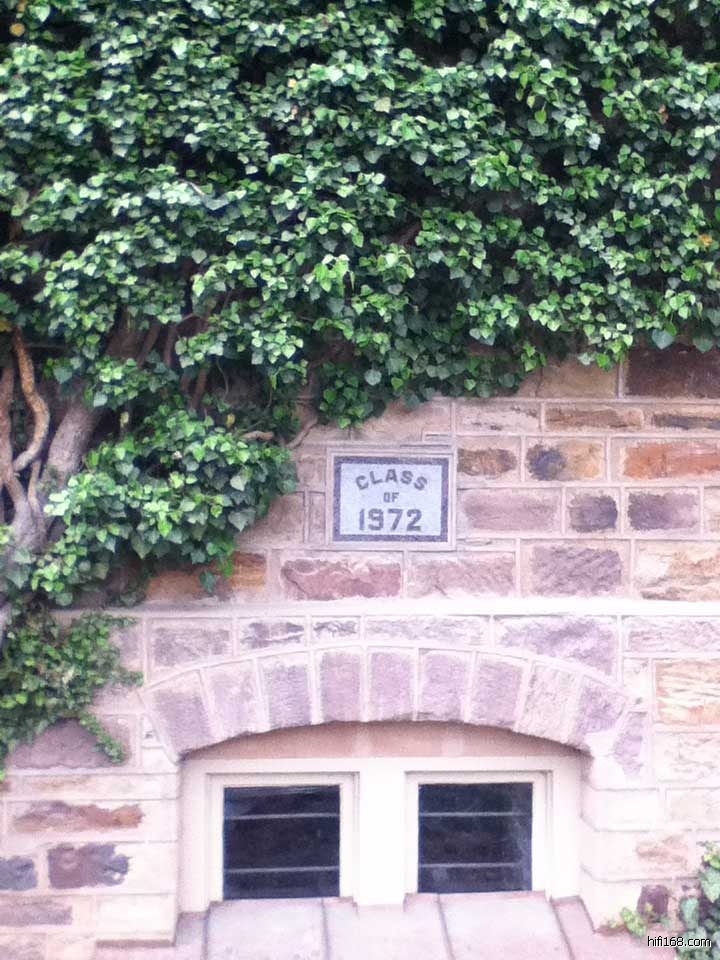 CLASS
OF
1972
hifi168.com